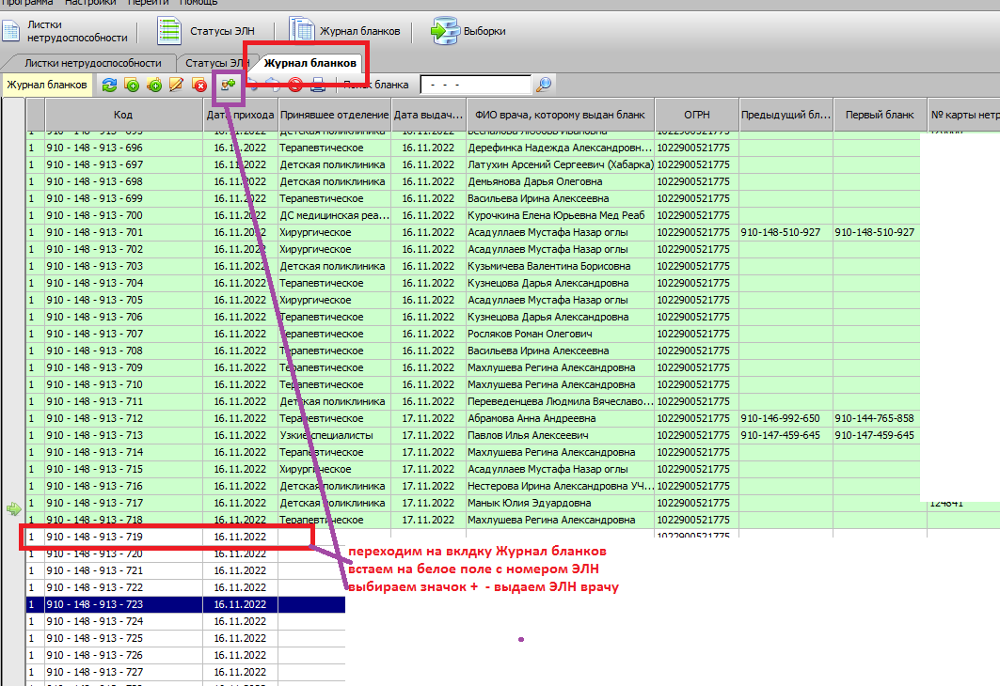 Программа Настройки Перейти Помощь
Листки нетрудоспособности Статусы ЭЛН Журнал бланков Выборки
Листки нетрудоспособности Статусы ЭЛН Журнал бланков
Журнал бланков бланка - - -
Код Дата прихода Принявшее отделение Дата выдач... ФИО врача, которому выдан бланк ОГРН Предыдущий бл... Первый бланк № карты нетр
1 910 - 148 - 913 - 696 16.11.2022 Терапевтическое 16.11.2022 Дерефинка Надежда Александровн... 1022900521775
1 910 - 148 - 913 - 697 16.11.2022 Детская поликлиника 16.11.2022 Латухин Арсений Сергеевич (Хабарка) 1022900521775
1 910 - 148 - 913 - 698 16.11.2022 Детская поликлиника 16.11.2022 Демьянова Дарья Олеговна 1022900521775
1 910 - 148 - 913 - 699 16.11.2022 Терапевтическое 16.11.2022 Васильева Ирина Алексеевна 1022900521775
1 910 - 148 - 913 - 700 16.11.2022 ДС медицинская реа... 16.11.2022 Курочкина Елена Юрьевна Мед Реаб 1022900521775
1 910 - 148 - 913 - 701 16.11.2022 Хирургическое 16.11.2022 Асадуллаев Мустафа Назар оглы 1022900521775 910-148-510-927 910-148-510-927
1 910 - 148 - 913 - 702 16.11.2022 Хирургическое 16.11.2022 Асадуллаев Мустафа Назар оглы 1022900521775
1 910 - 148 - 913 - 703 16.11.2022 Детская поликлиника 16.11.2022 Кузьмичева Валентина Борисовна 1022900521775
1 910 - 148 - 913 - 704 16.11.2022 Терапевтическое 16.11.2022 Кузнецова Дарья Александровна 1022900521775
1 910 - 148 - 913 - 705 16.11.2022 Хирургическое 16.11.2022 Асадуллаев Мустафа Назар оглы 1022900521775
1 910 - 148 - 913 - 706 16.11.2022 Терапевтическое 16.11.2022 Кузнецова Дарья Александровна 1022900521775
1 910 - 148 - 913 - 707 16.11.2022 Терапевтическое 16.11.2022 Росляков Роман Олегович 1022900521775
1 910 - 148 - 913 - 708 16.11.2022 Терапевтическое 16.11.2022 Васильева Ирина Алексеевна 1022900521775
1 910 - 148 - 913 - 709 16.11.2022 Терапевтическое 16.11.2022 Махлушева Регина Александровна 1022900521775
1 910 - 148 - 913 - 710 16.11.2022 Терапевтическое 16.11.2022 Махлушева Регина Александровна 1022900521775
1 910 - 148 - 913 - 711 16.11.2022 Детская поликлиника 16.11.2022 Переведенцева Людмила Вячеславо... 1022900521775
1 910 - 148 - 913 - 712 16.11.2022 Терапевтическое 17.11.2022 Абрамова Анна Андреевна 1022900521775 910-146-992-650 910-144-765-858
1 910 - 148 - 913 - 713 16.11.2022 Узкие специалисты 17.11.2022 Павлов Илья Алексеевич 1022900521775 910-147-459-645 910-147-459-645
1 910 - 148 - 913 - 714 16.11.2022 Терапевтическое 17.11.2022 Махлушева Регина Александровна 1022900521775
1 910 - 148 - 913 - 715 16.11.2022 Хирургическое 17.11.2022 Асадуллаев Мустафа Назар оглы 1022900521775
1 910 - 148 - 913 - 716 16.11.2022 Детская поликлиника 17.11.2022 Нестерова Ирина Александровна УЧ... 1022900521775
1 910 - 148 - 913 - 717 16.11.2022 Детская поликлиника 17.11.2022 Манык Юлия Эдуардовна 1022900521775 124841
1 910 - 148 - 913 - 718 16.11.2022 Терапевтическое 17.11.2022 Махлушева Регина Александровна 1022900521775
1 910 - 148 - 913 - 719 16.11.2022 1022900521775
1 910 - 148 - 913 - 720 16.11.2022
1 910 - 148 - 913 - 721 16.11.2022
1 910 - 148 - 913 - 722 16.11.2022
1 910 - 148 - 913 - 723 16.11.2022
1 910 - 148 - 913 - 724 16.11.2022
1 910 - 148 - 913 - 725 16.11.2022
1 910 - 148 - 913 - 726 16.11.2022
1 910 - 148 - 913 - 727 16.11.2022
переходим на вклдку Журнал бланков
встаем на белое поле с номером ЭЛН
выбираем значок + - выдаем ЭЛН врачу